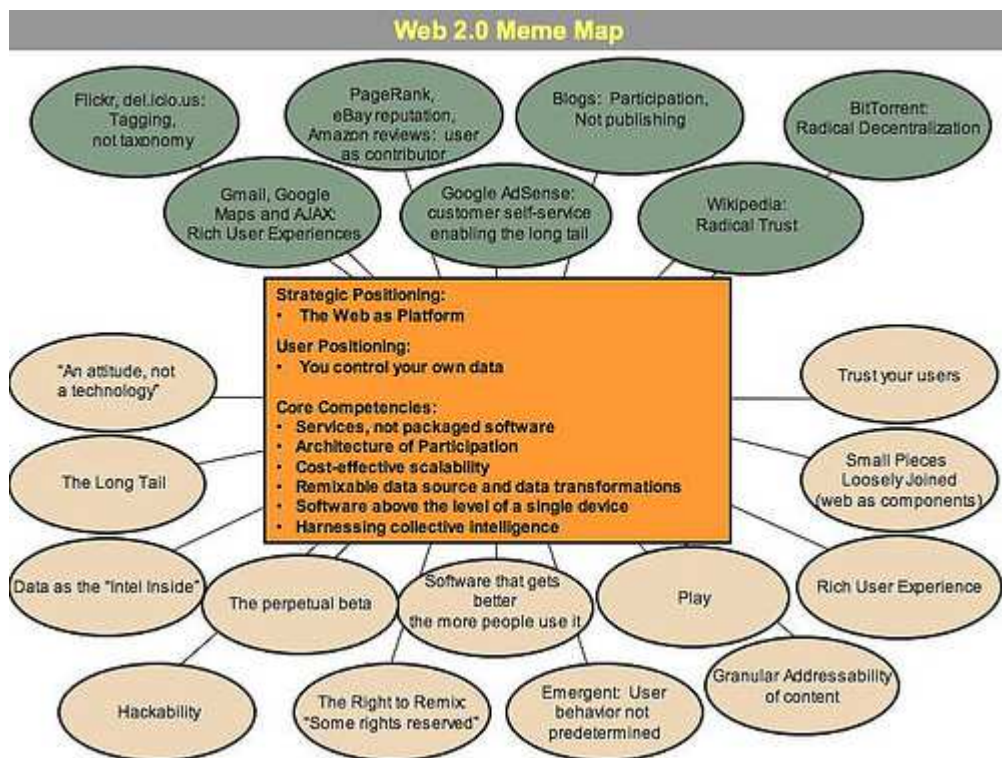 Web 2.0 Meme Map
Flickr, del.icio.us:
Tagging,
not taxonomy
PageRank,
eBay reputation,
Amazon reviews: user
as contributor
Blogs: Participation,
Not publishing
BitTorrent:
Radical Decentralization
Gmail, Google
Maps and AJAX:
Rich User Experiences
Google AdSense:
customer self-service
enabling the long tail
Wikipedia:
Radical Trust
Strategic Positioning:
• The Web as Platform
User Positioning:
• You control your own data
Core Competencies:
• Services, not packaged software
• Architecture of Participation
• Cost-effective scalability
• Remixable data source and data transformations
• Software above the level of a single device
• Harnessing collective intelligence
"An attitude, not
a technology"
Trust your users
The Long Tail
Small Pieces
Loosely Joined
(web as components)
Data as the "Intel Inside"
The perpetual beta
Software that gets
better
the more people use it
Play
Rich User Experience
Hackability
The Right to Remix:
"Some rights reserved"
Emergent: User
behavior not
predetermined
Granular Addressability
of content